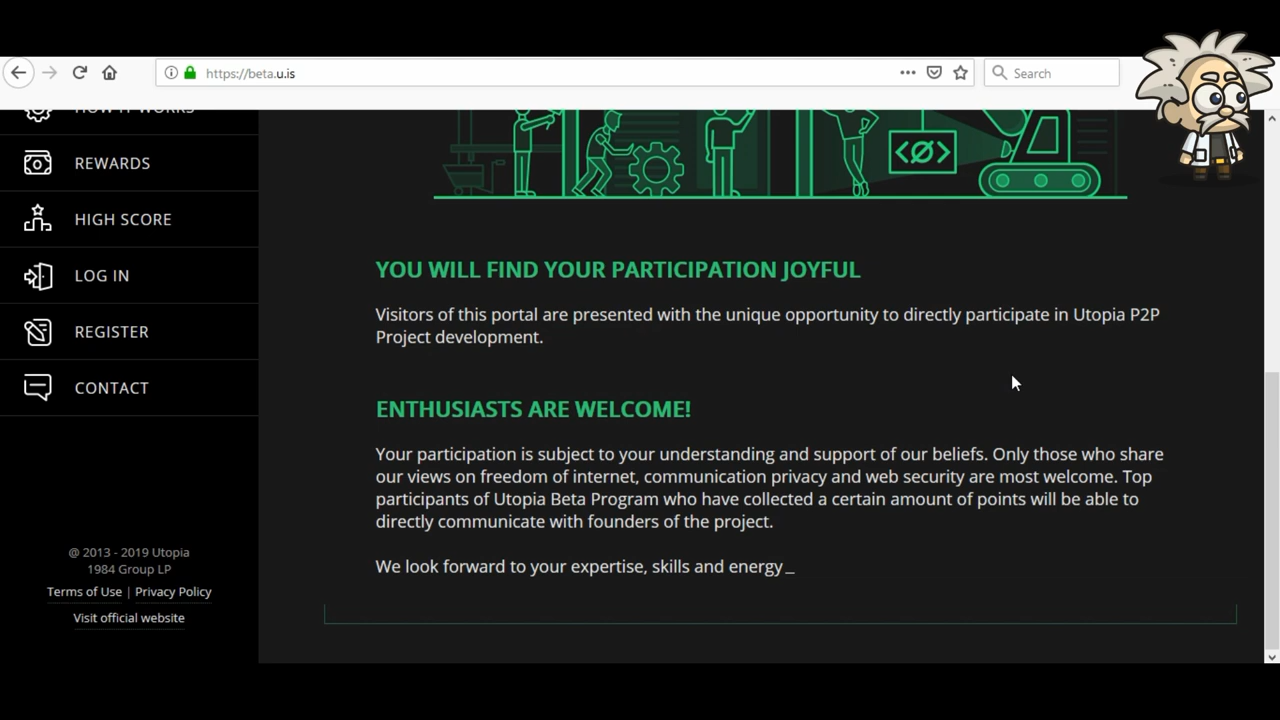 https://beta.u.is
Search
HOW IT WORKS
REWARDS
HIGH SCORE
LOG IN
REGISTER
CONTACT
@ 2013 - 2019 Utopia
1984 Group LP
Terms of Use | Privacy Policy
Visit official website
<ø>
YOU WILL FIND YOUR PARTICIPATION JOYFUL
Visitors of this portal are presented with the unique opportunity to directly participate in Utopia P2P
Project development.
ENTHUSIASTS ARE WELCOME!
Your participation is subject to your understanding and support of our beliefs. Only those who share
our views on freedom of internet, communication privacy and web security are most welcome. Top
participants of Utopia Beta Program who have collected a certain amount of points will be able to
directly communicate with founders of the project.
We look forward to your expertise, skills and energy_